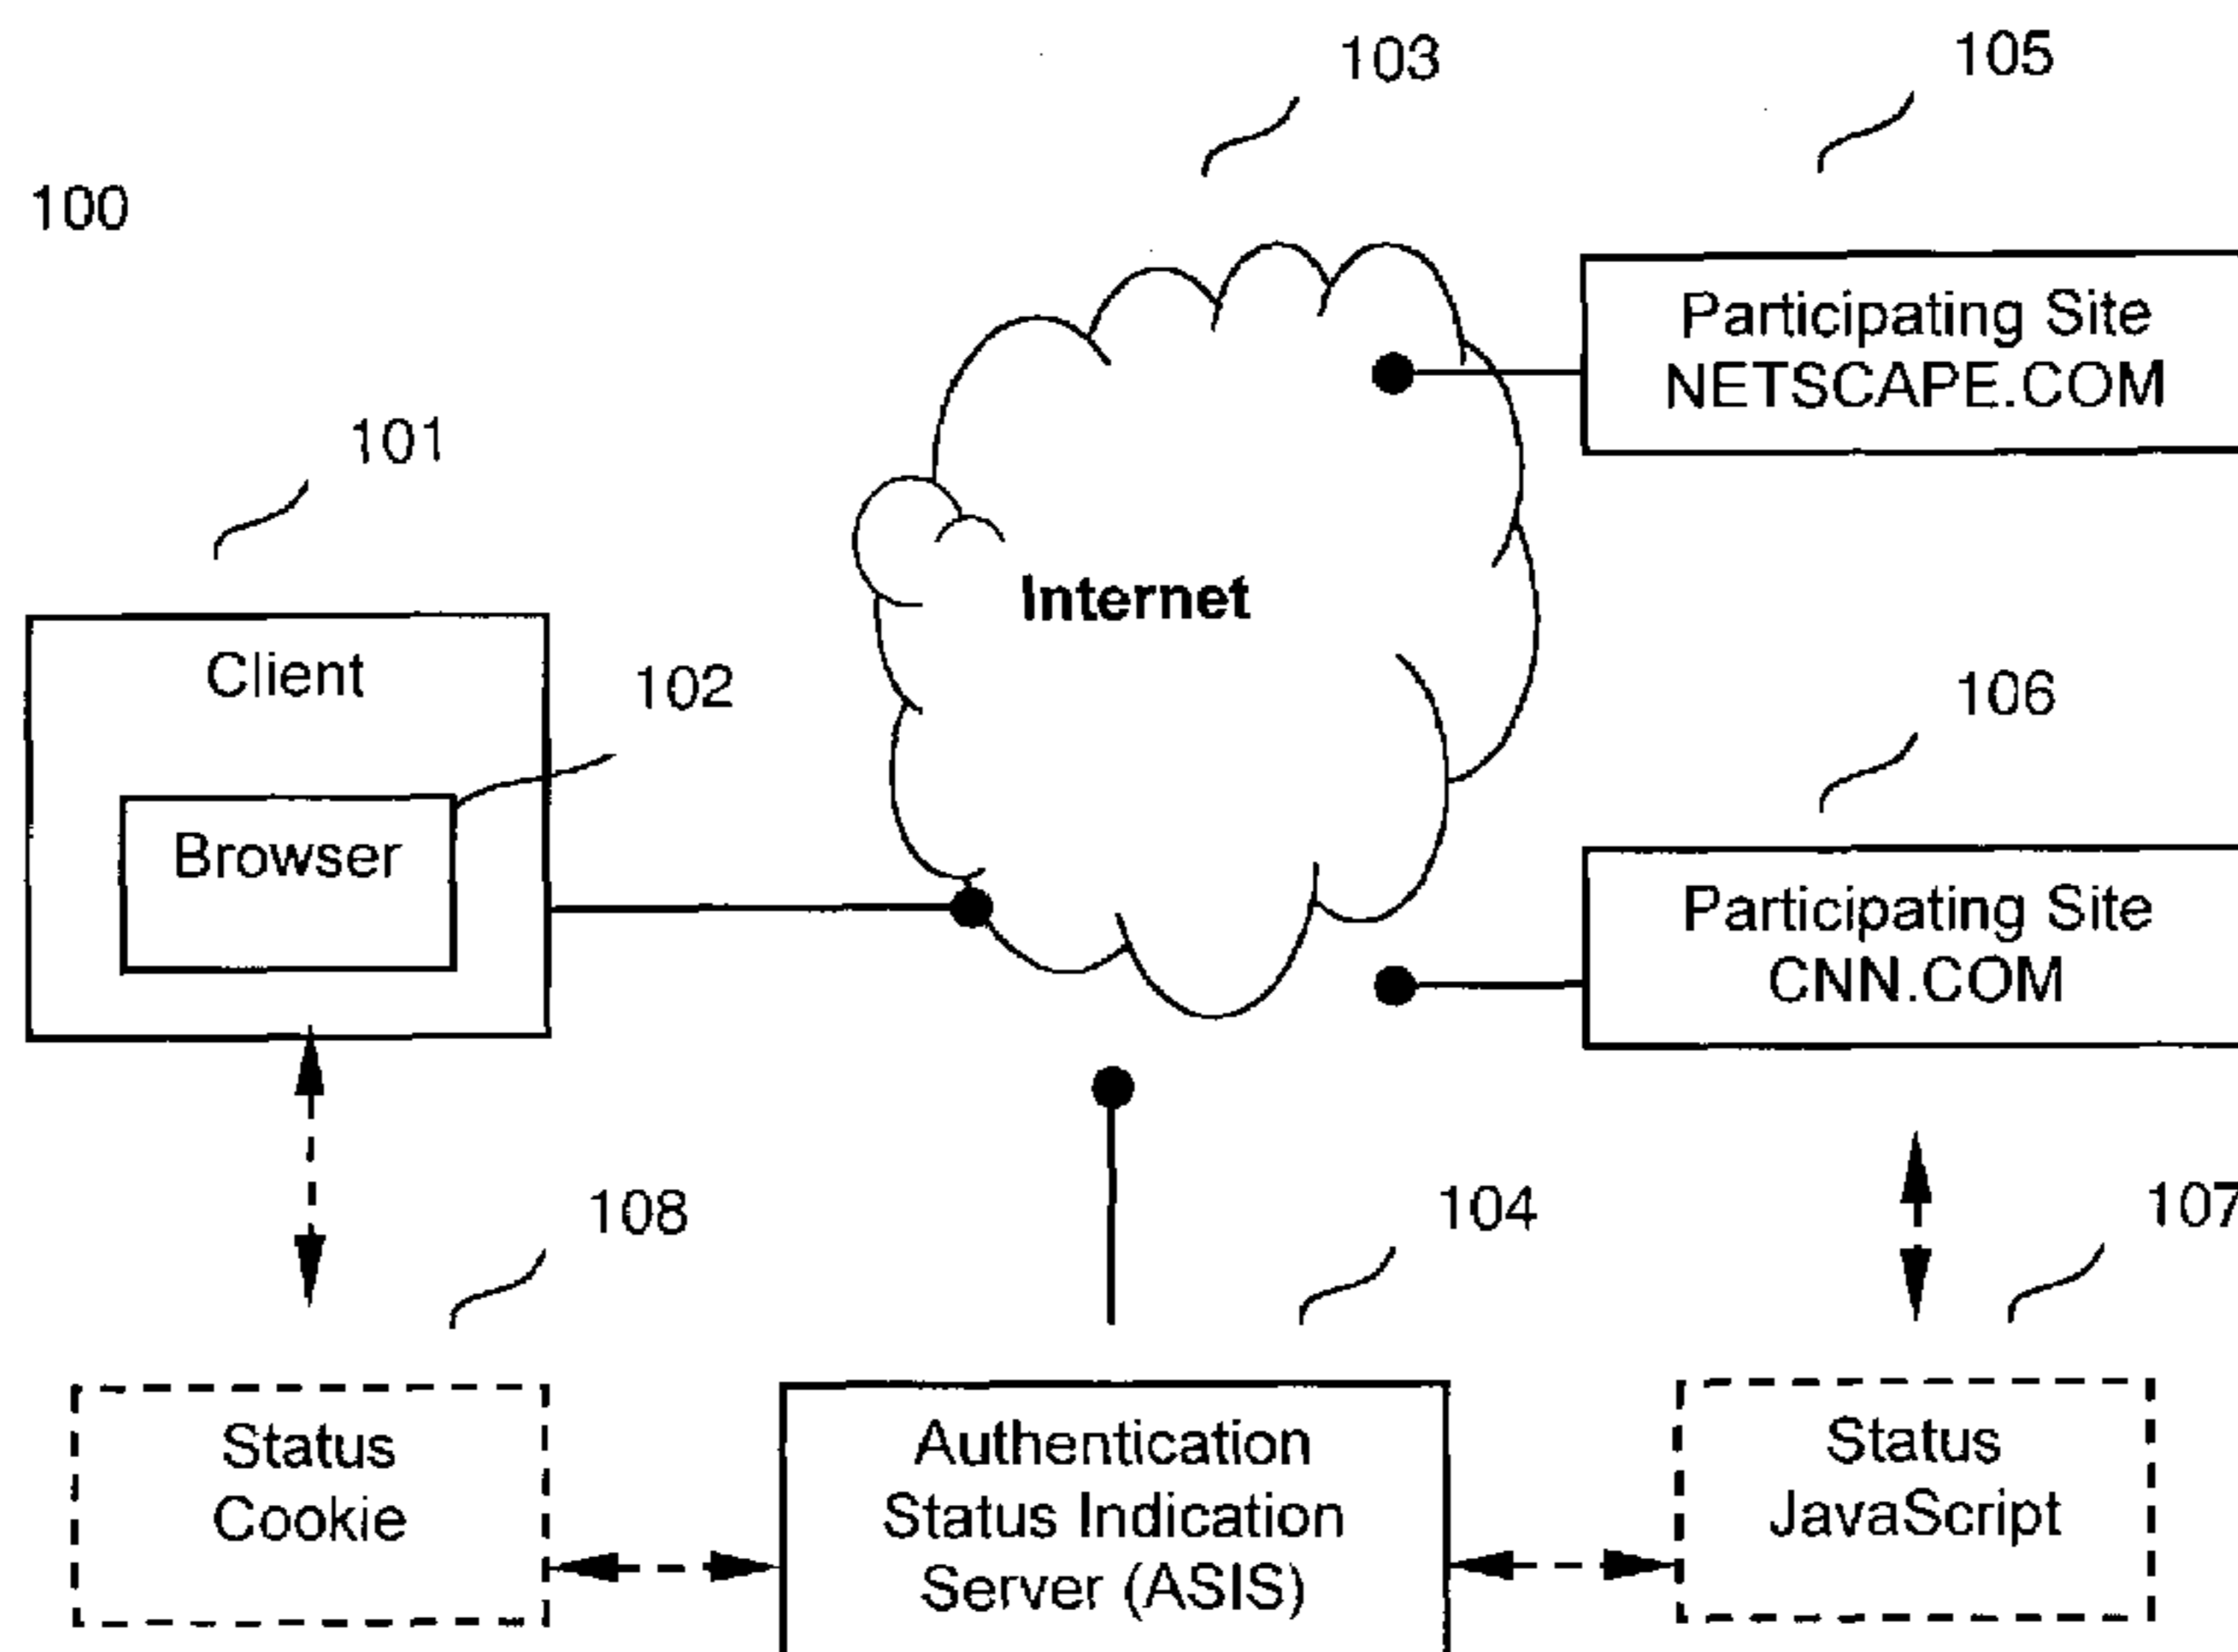 103
105
100
Participating Site
NETSCAPE.COM
101
Internet
Client
102
106
Browser
Participating Site
CNN.COM
108
104
107
Status
Cookie
Authentication
Status Indication
Server (ASIS)
Status
JavaScript